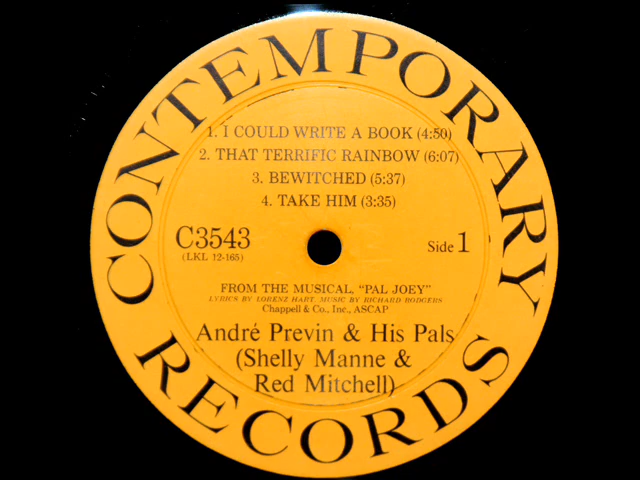 CONTEMPORARY RECORDS
1. I COULD WRITE A BOOK (4:50)
2. THAT TERRIFIC RAINBOW (6:07)
3. BEWITCHED (5:37)
4. TAKE HIM (3:35)
C3543
(LKL 12-165)
Side 1
FROM THE MUSICAL, "PAL JOEY"
LYRICS BY LORENZ HART. MUSIC BY RICHARD RODGERS
Chappell & Co., Inc., ASCAP
André Previn & His Pals
(Shelly Manne &
Red Mitchell)